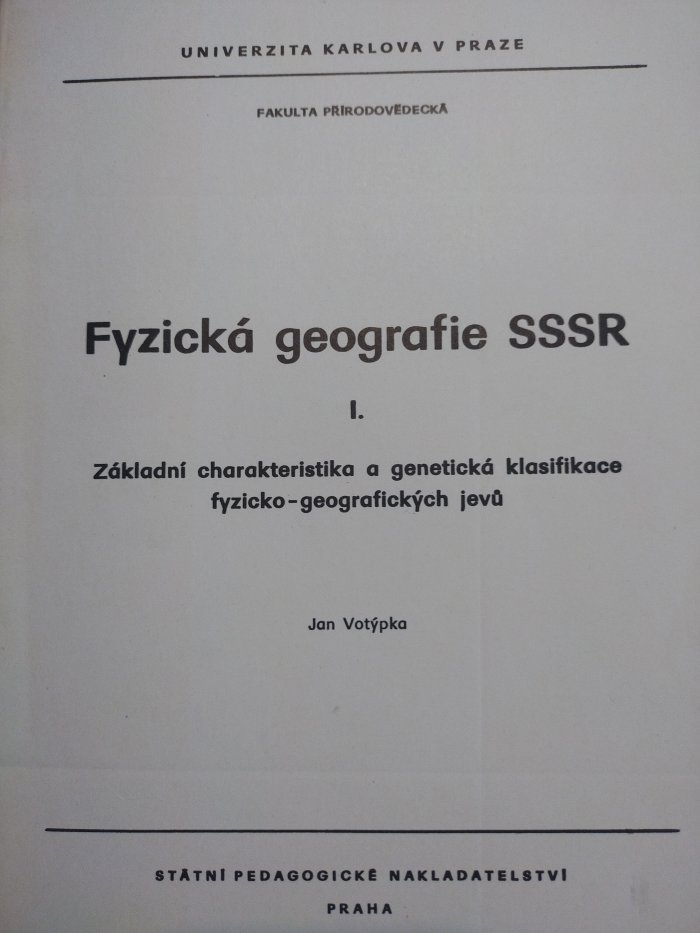 UNIVERZITA KARLOVA V PRAZE
FAKULTA PŘÍRODOVĚDECKÁ
Fyzická geografie SSSR
I.
Základní charakteristika a genetická klasifikace
fyzicko-geografických jevů
Jan Votýpka
STÁTNÍ PEDAGOGICKÉ NAKLADATELSTVÍ
PRAHA